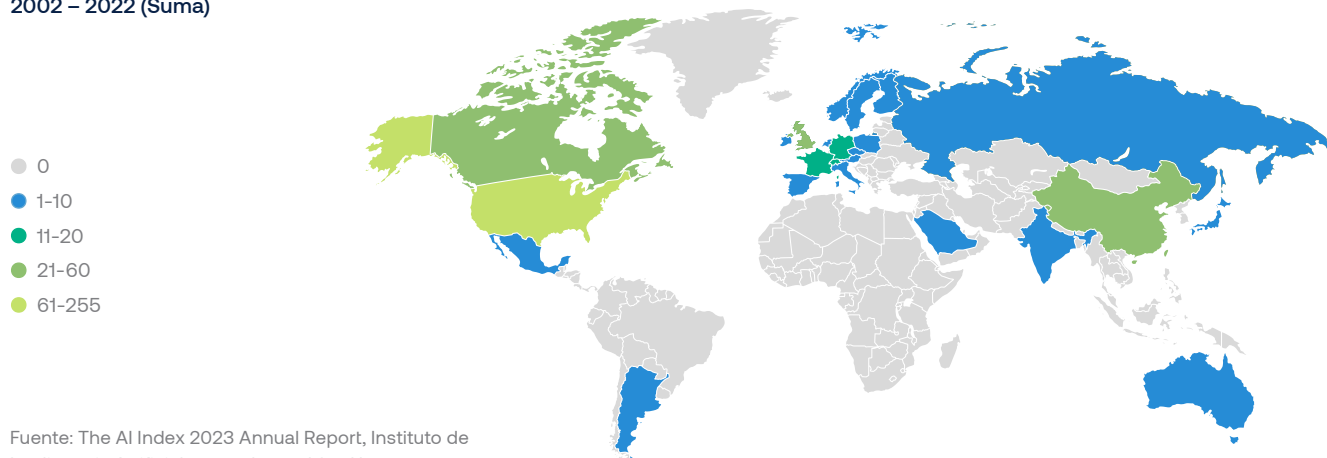 2002 – 2022 (Suma)
0
1-10
11-20
21-60
61-255
Fuente: The AI Index 2023 Annual Report, Instituto de